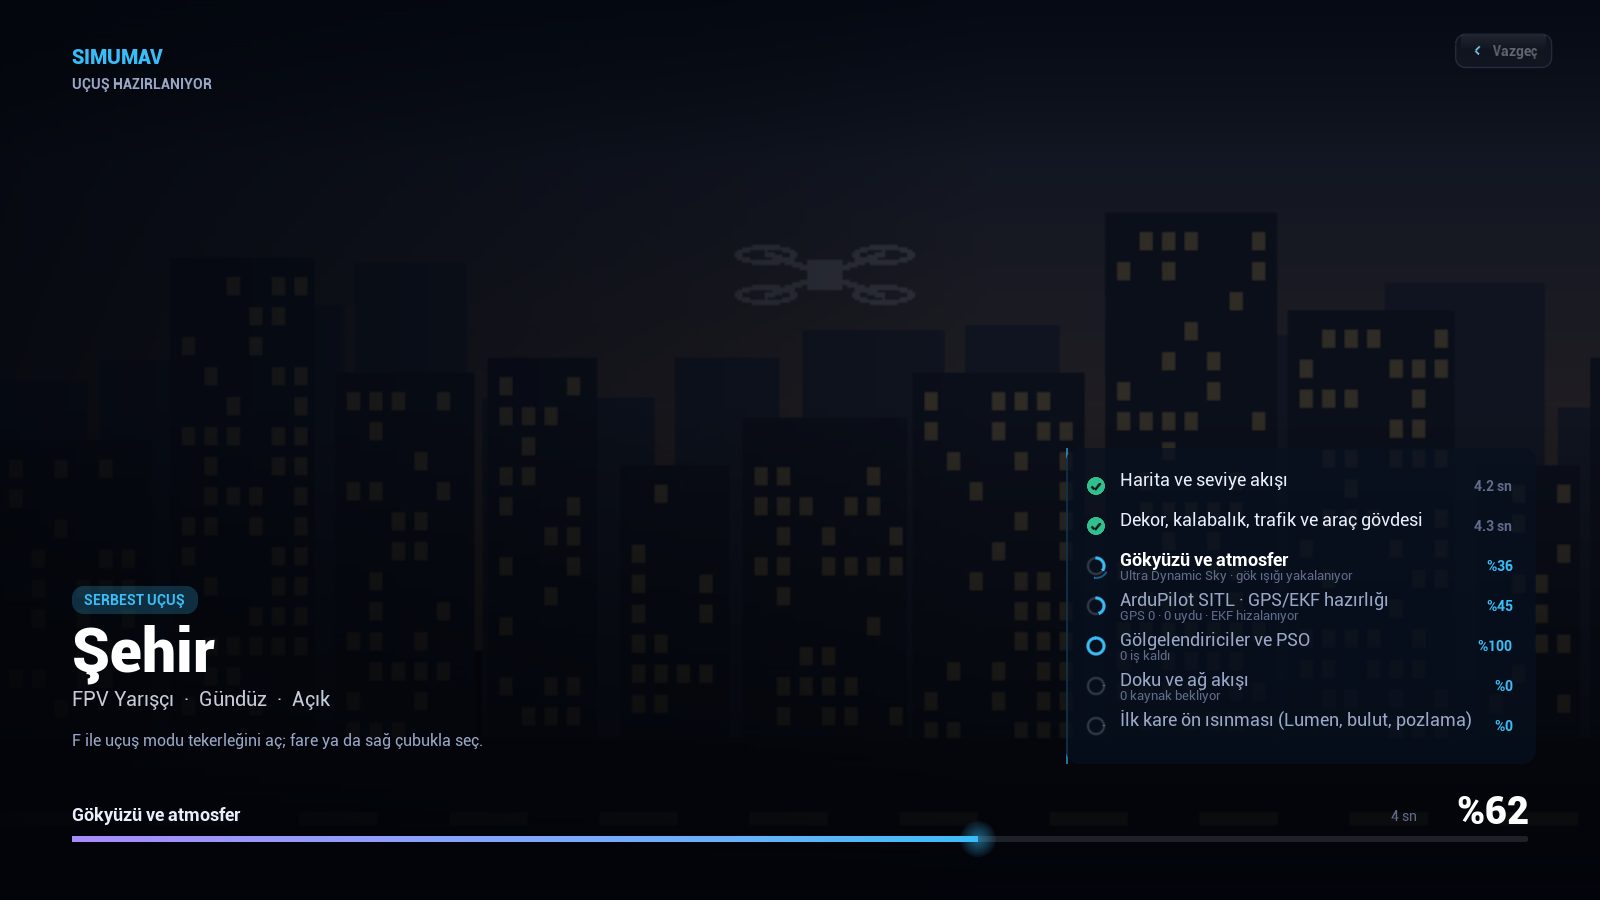 SIMUMAV
UÇUŞ HAZIRLANIYOR
Vazgeç
Harita ve seviye akışı 4.2 sn
Dekor, kalabalık, trafik ve araç gövdesi 4.3 sn
Gökyüzü ve atmosfer %36
Ultra Dynamic Sky · gök ışığı yakalanıyor
ArduPilot SITL · GPS/EKF hazırlığı %45
GPS 0 · 0 uydu · EKF hizalanıyor
Gölgelendiriciler ve PSO %100
0 iş kaldı
Doku ve ağ akışı %0
0 kaynak bekliyor
İlk kare ön ısınması (Lumen, bulut, pozlama) %0
SERBEST UÇUŞ
Şehir
FPV Yarışçı · Gündüz · Açık
F ile uçuş modu tekerleğini aç; fare ya da sağ çubukla seç.
Gökyüzü ve atmosfer 4 sn %62